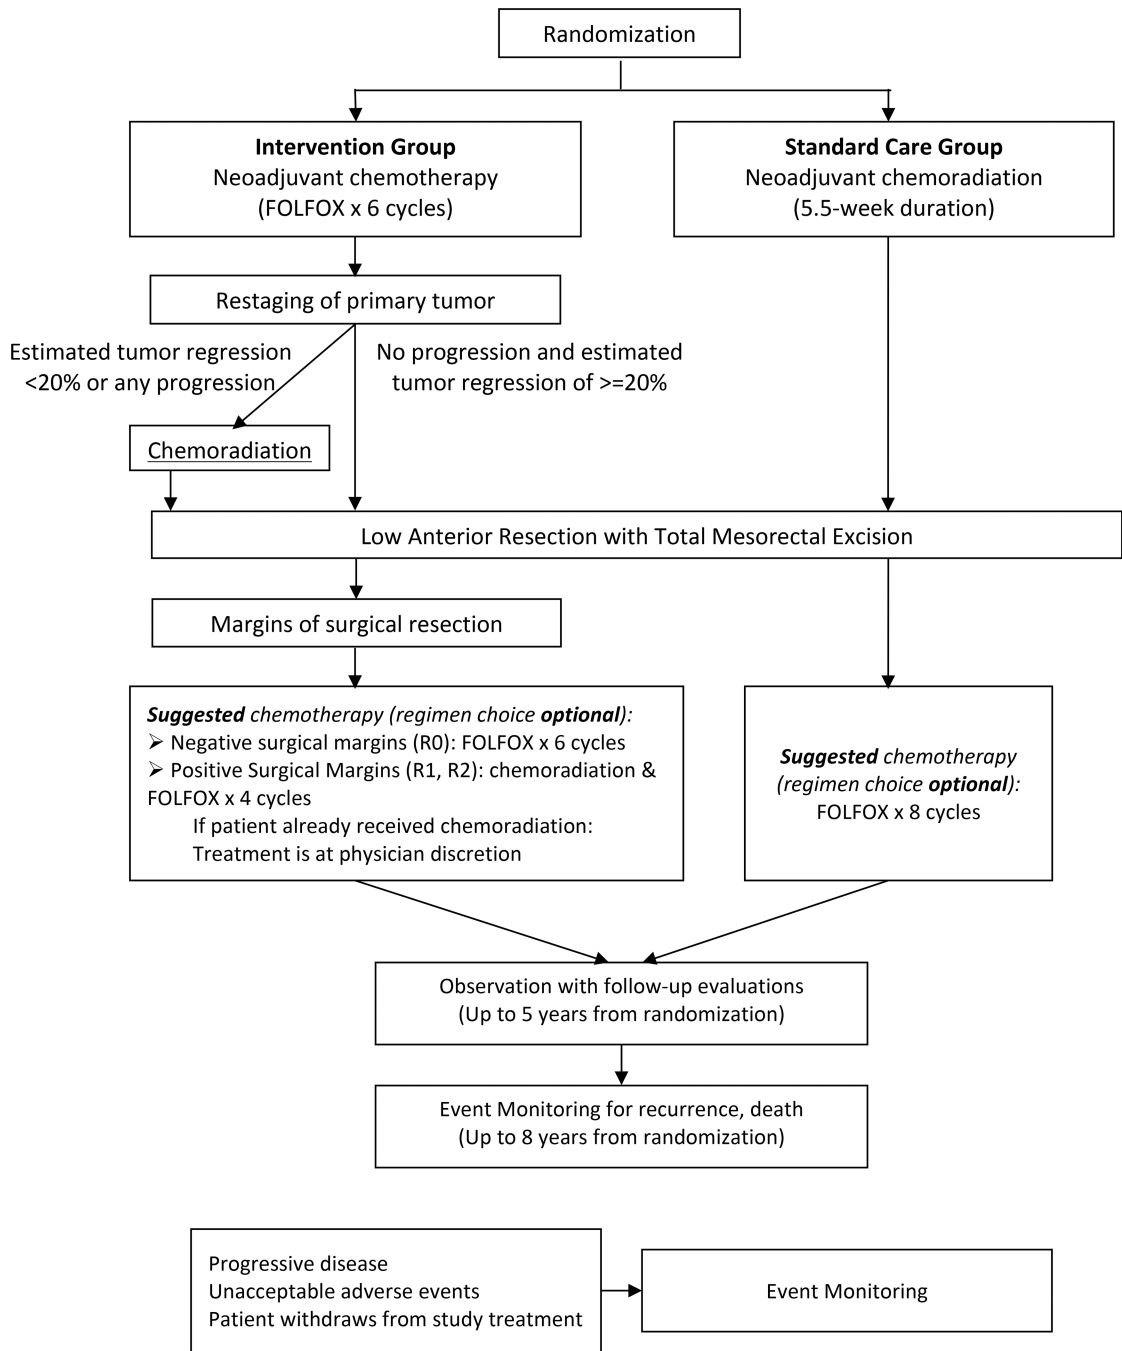 Randomization
Intervention Group
Neoadjuvant chemotherapy
(FOLFOX x 6 cycles)
Standard Care Group
Neoadjuvant chemoradiation
(5.5-week duration)
Restaging of primary tumor
Estimated tumor regression
<20% or any progression
No progression and estimated
tumor regression of >=20%
Chemoradiation
Low Anterior Resection with Total Mesorectal Excision
Margins of surgical resection
Suggested chemotherapy (regimen choice optional):
➢ Negative surgical margins (R0): FOLFOX x 6 cycles
➢ Positive Surgical Margins (R1, R2): chemoradiation &
FOLFOX x 4 cycles
If patient already received chemoradiation:
Treatment is at physician discretion
Suggested chemotherapy
(regimen choice optional):
FOLFOX x 8 cycles
Observation with follow-up evaluations
(Up to 5 years from randomization)
Event Monitoring for recurrence, death
(Up to 8 years from randomization)
Progressive disease
Unacceptable adverse events
Patient withdraws from study treatment
Event Monitoring